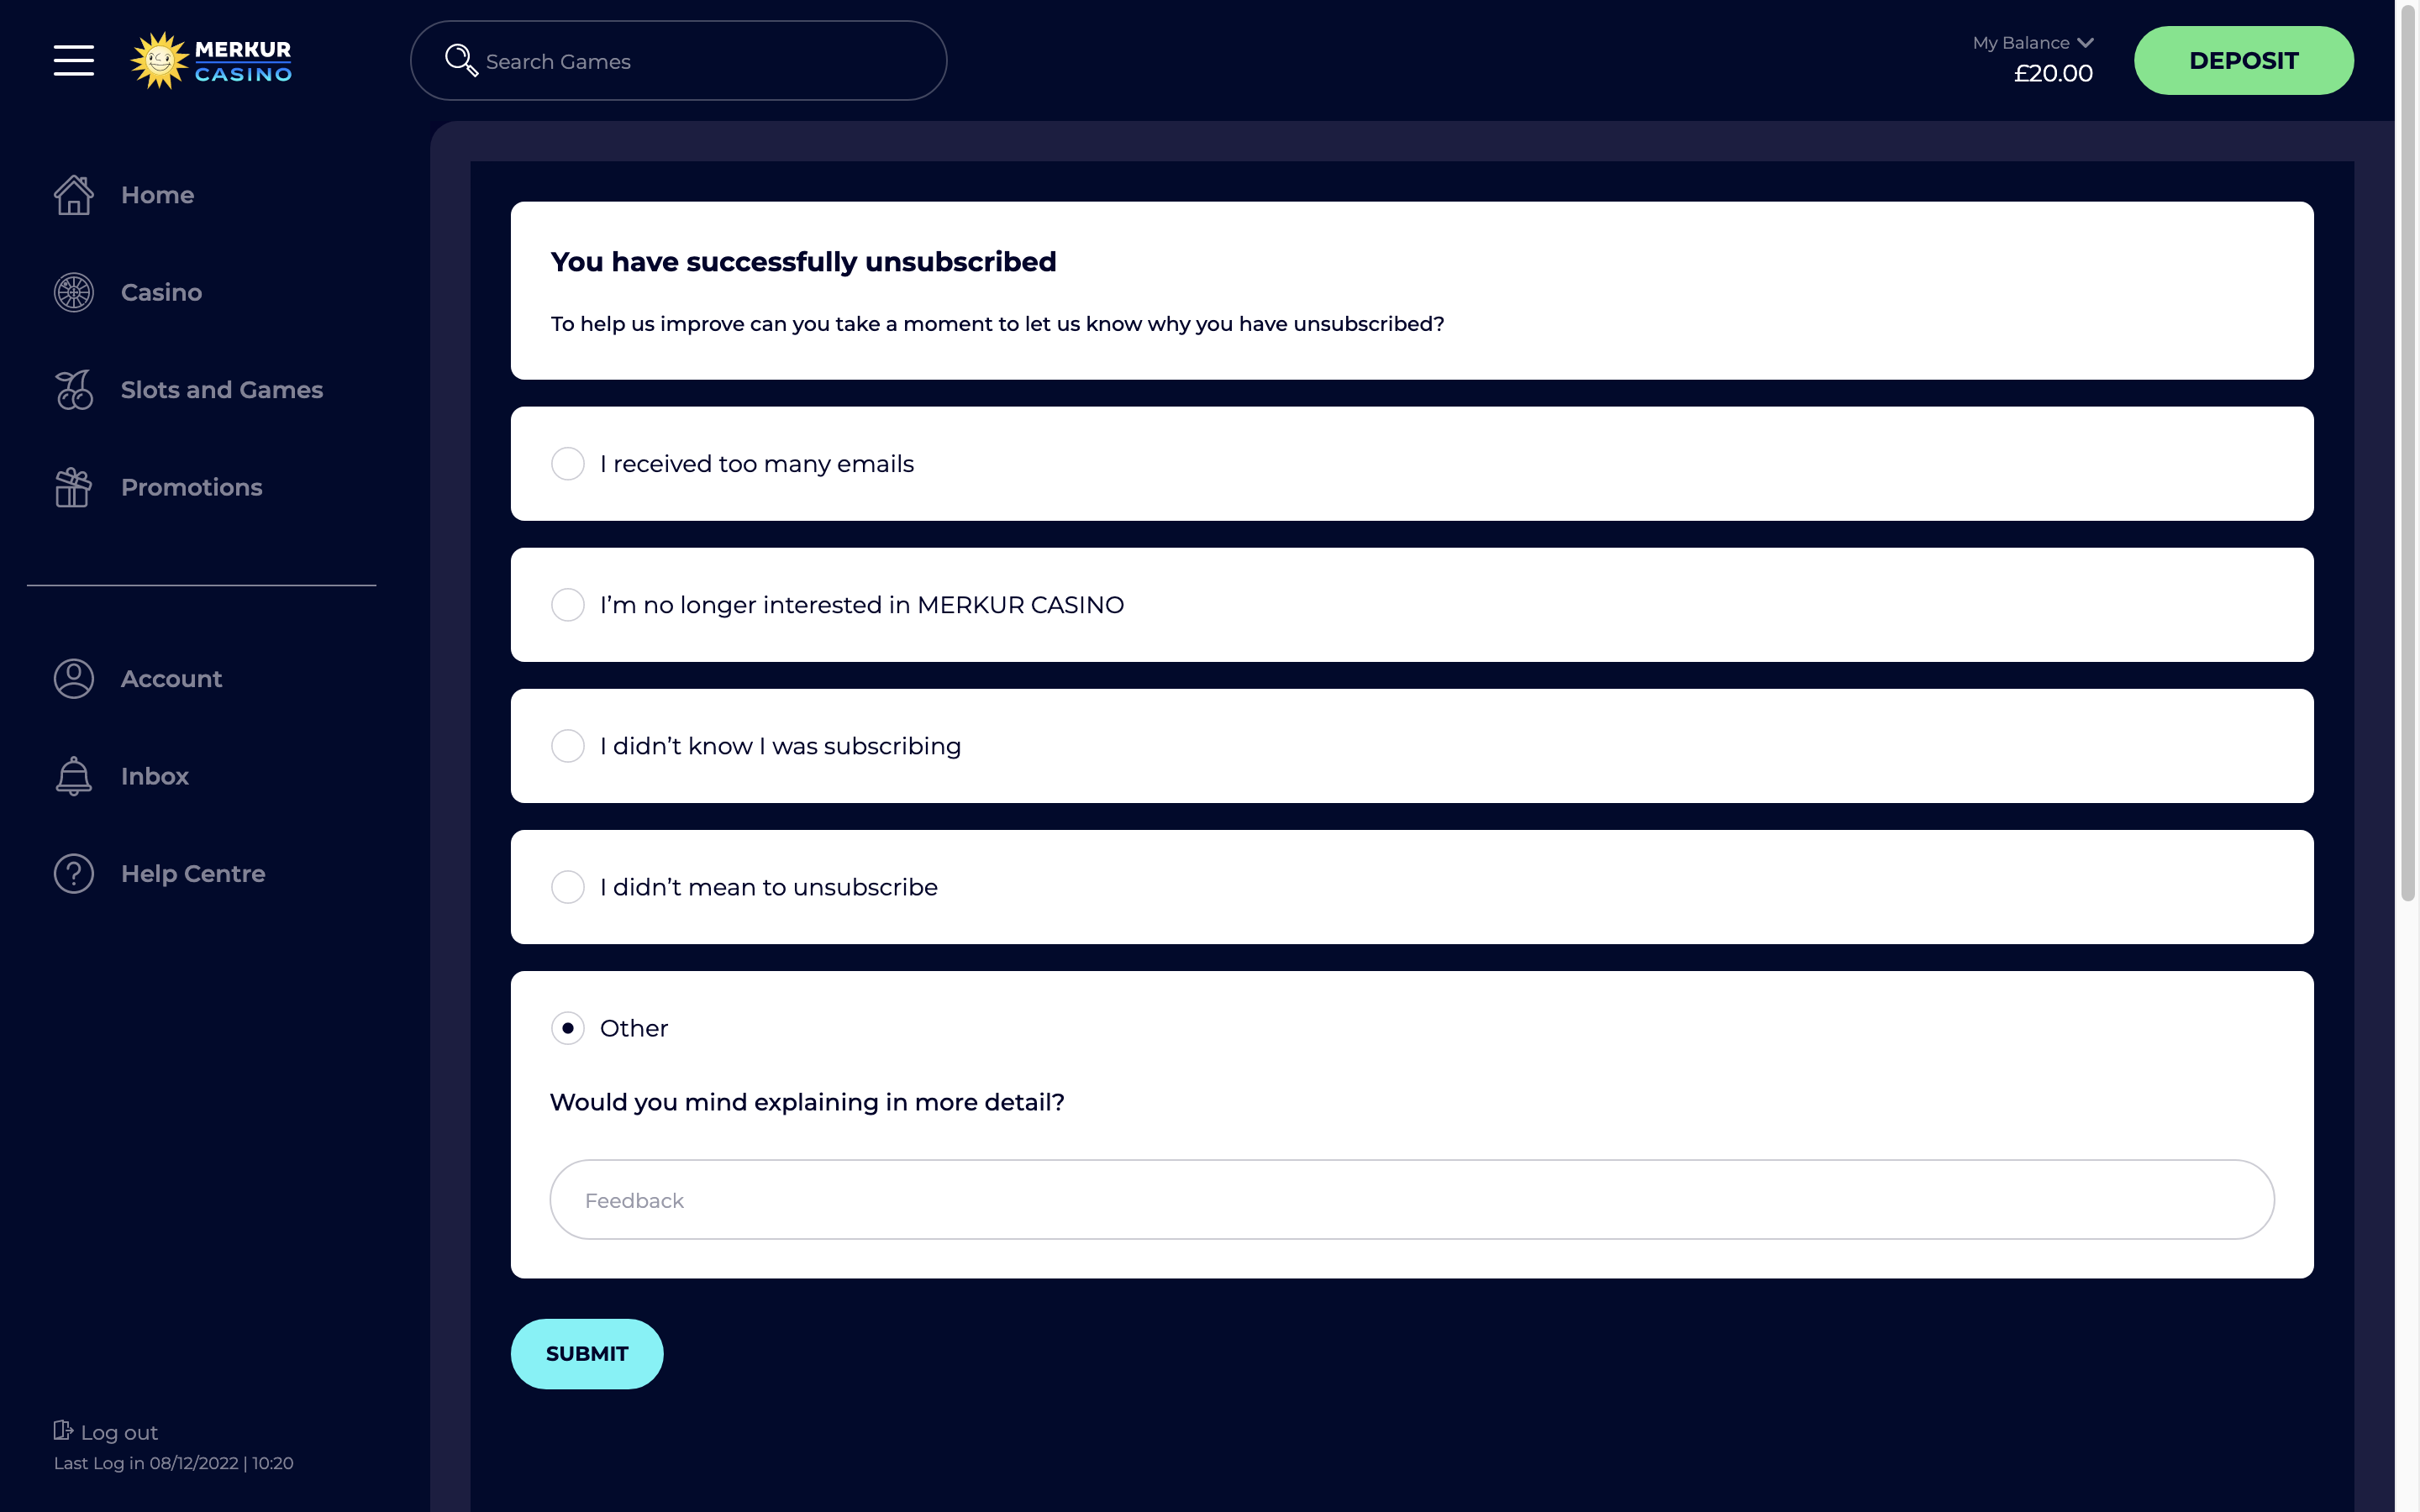 MERKUR
CASINO
Search Games
My Balance
£20.00
DEPOSIT
Home
Casino
Slots and Games
Promotions
Account
Inbox
Help Centre
Log out
Last Log in 08/12/2022 | 10:20
You have successfully unsubscribed
To help us improve can you take a moment to let us know why you have unsubscribed?
I received too many emails
I’m no longer interested in MERKUR CASINO
I didn’t know I was subscribing
I didn’t mean to unsubscribe
Other
Would you mind explaining in more detail?
Feedback
SUBMIT